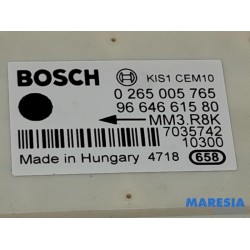 BOSCH KIS1 CEM10
0 265 005 765
96 646 615 80
MM3.R8K
7035742
10300
Made in Hungary 4718 658
MARESIA